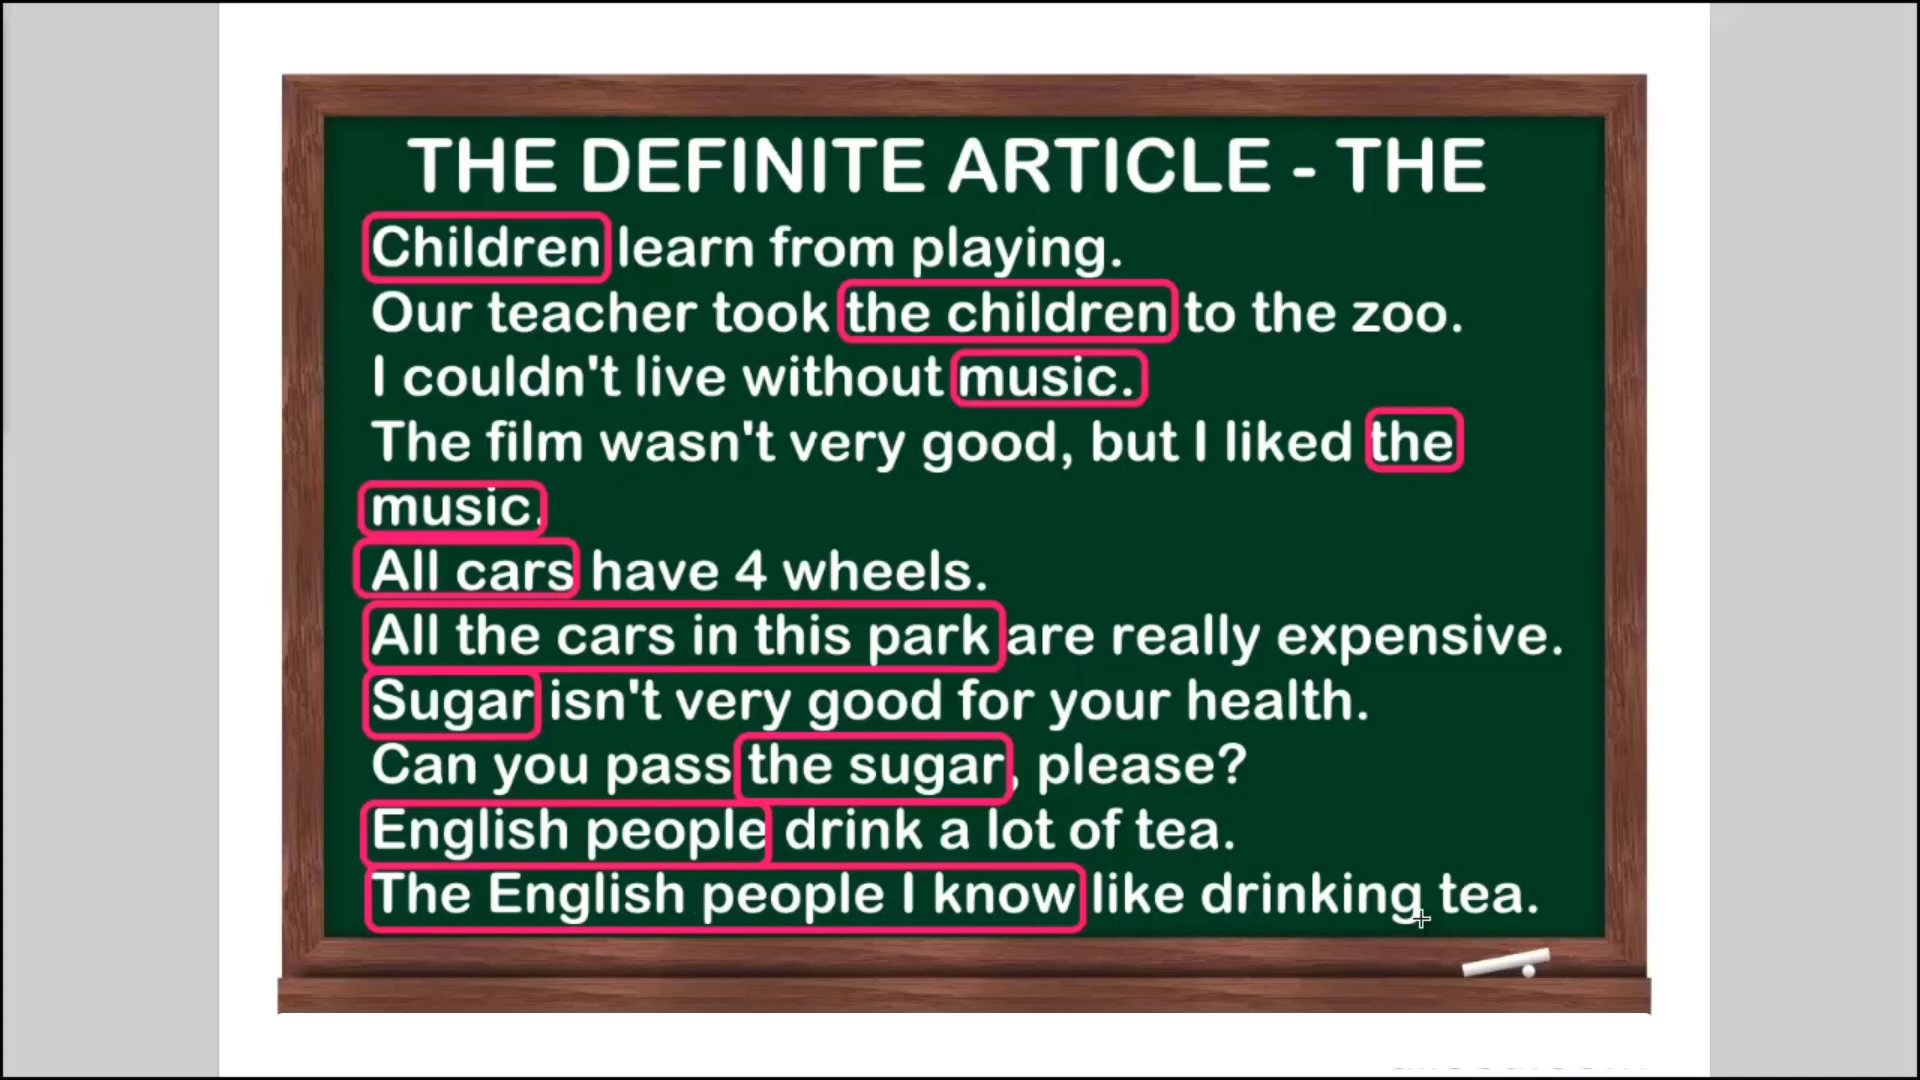 THE DEFINITE ARTICLE - THE
Children learn from playing.
Our teacher took the children to the zoo.
I couldn't live without music.
The film wasn't very good, but I liked the
music.
All cars have 4 wheels.
All the cars in this park are really expensive.
Sugar isn't very good for your health.
Can you pass the sugar, please?
English people drink a lot of tea.
The English people I know like drinking tea.